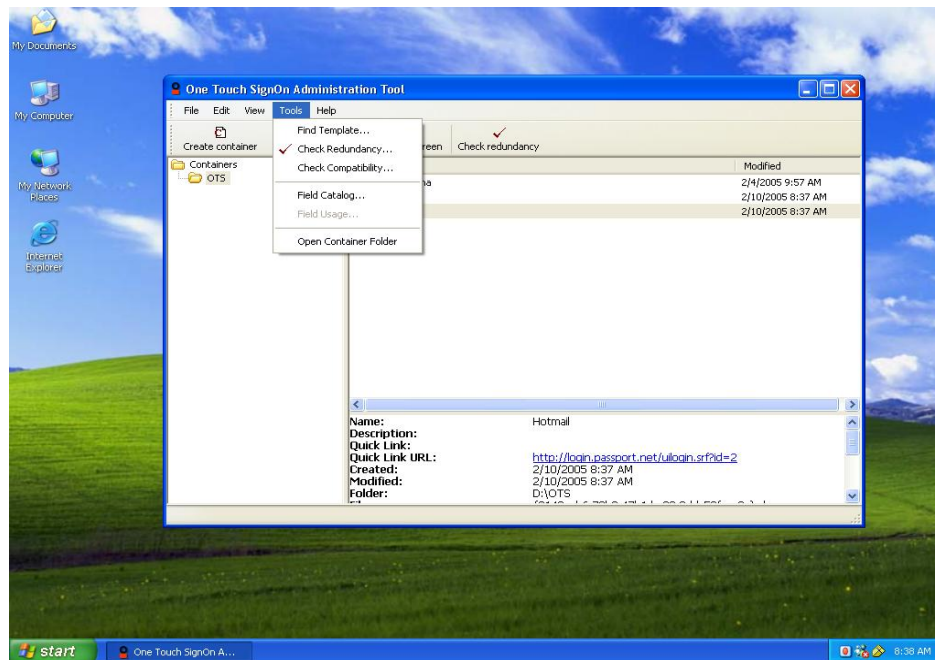 My Documents
My Computer
My Network
Places
Internet
Explorer
One Touch SignOn Administration Tool
File Edit View Tools Help
Create container
reen
Check redundancy
Find Template...
Check Redundancy...
Check Compatibility...
Field Catalog...
Field Usage...
Open Container Folder
Containers
OTS
Modified
na 2/4/2005 9:57 AM
2/10/2005 8:37 AM
2/10/2005 8:37 AM
Name: Hotmail
Description:
Quick Link:
Quick Link URL: http://login.passport.net/uilogin.srf?id=2
Created: 2/10/2005 8:37 AM
Modified: 2/10/2005 8:37 AM
Folder: D:\OTS
start
One Touch SignOn A...
8:38 AM